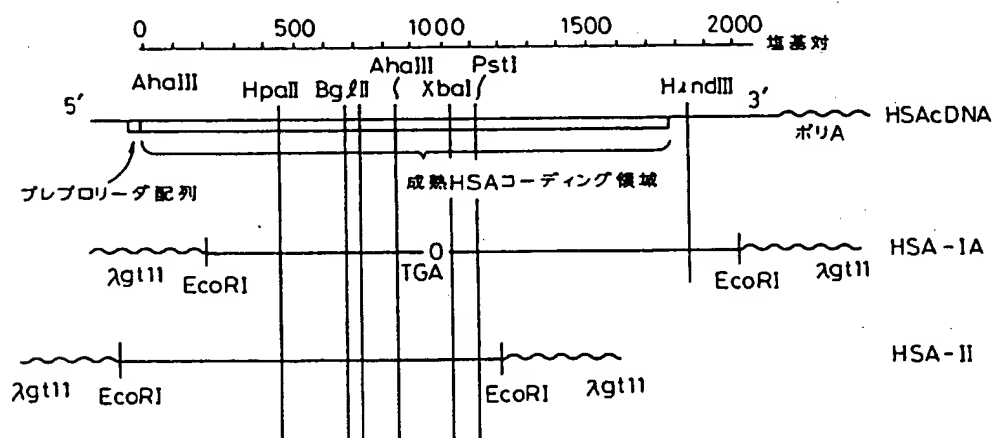 0 500 1000 1500 2000 塩基対
AhaIII PstI
AhaIII HpaII BglII XbaI HindIII
5′ 3′ HSAcDNA
ポリA
プレプロリーダ配列 成熟HSAコーディング領域
0 HSA-IA
λgt11 EcoRI TGA EcoRI λgt11
HSA-II
λgt11 EcoRI EcoRI λgt11